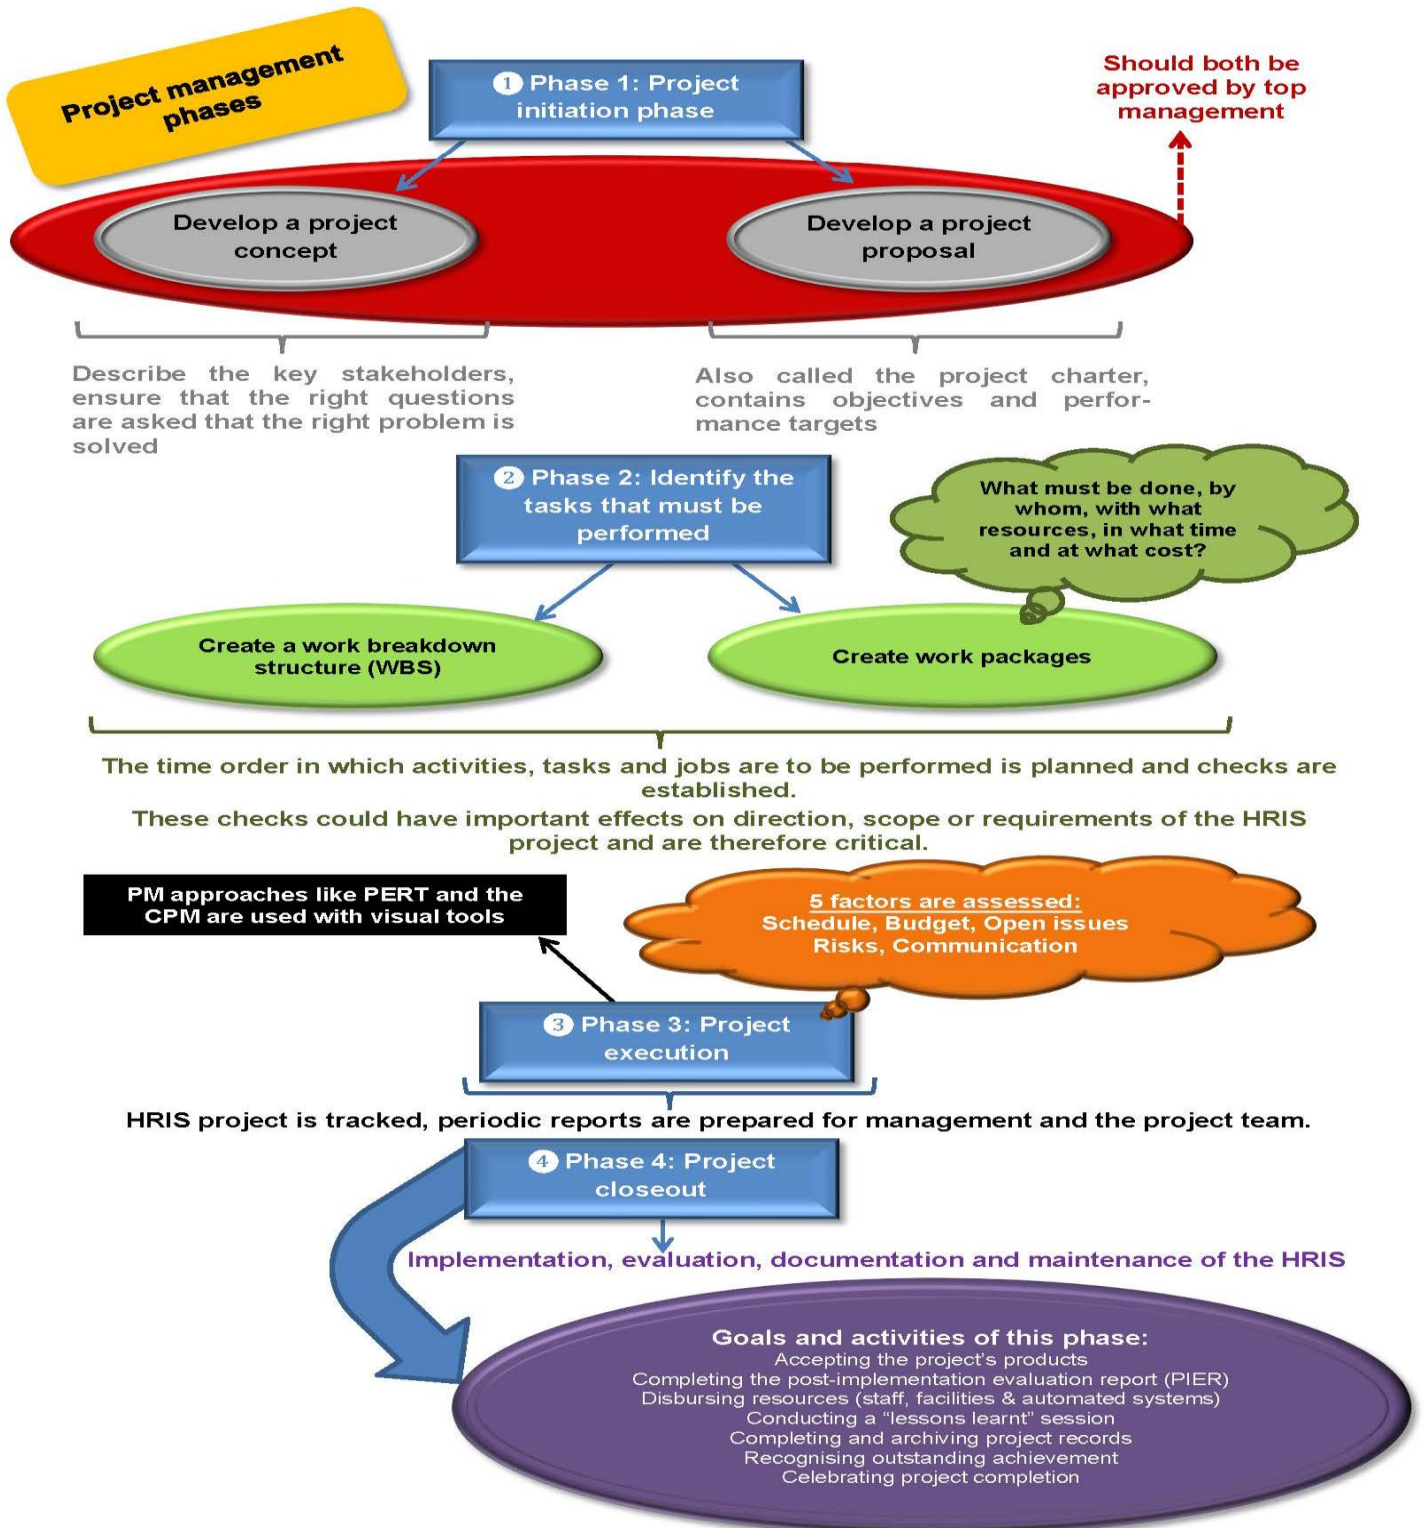 Project management
phases
❶ Phase 1: Project
initiation phase
Should both be
approved by top
management
Develop a project
concept
Develop a project
proposal
Describe the key stakeholders,
ensure that the right questions
are asked that the right problem is
solved
Also called the project charter,
contains objectives and perfor-
mance targets
❷ Phase 2: Identify the
tasks that must be
performed
What must be done, by
whom, with what
resources, in what time
and at what cost?
Create a work breakdown
structure (WBS)
Create work packages
The time order in which activities, tasks and jobs are to be performed is planned and checks are
established.
These checks could have important effects on direction, scope or requirements of the HRIS
project and are therefore critical.
PM approaches like PERT and the
CPM are used with visual tools
5 factors are assessed:
Schedule, Budget, Open issues
Risks, Communication
❸ Phase 3: Project
execution
HRIS project is tracked, periodic reports are prepared for management and the project team.
❹ Phase 4: Project
closeout
Implementation, evaluation, documentation and maintenance of the HRIS
Goals and activities of this phase:
Accepting the project's products
Completing the post-implementation evaluation report (PIER)
Disbursing resources (staff, facilities & automated systems)
Conducting a “lessons learnt” session
Completing and archiving project records
Recognising outstanding achievement
Celebrating project completion